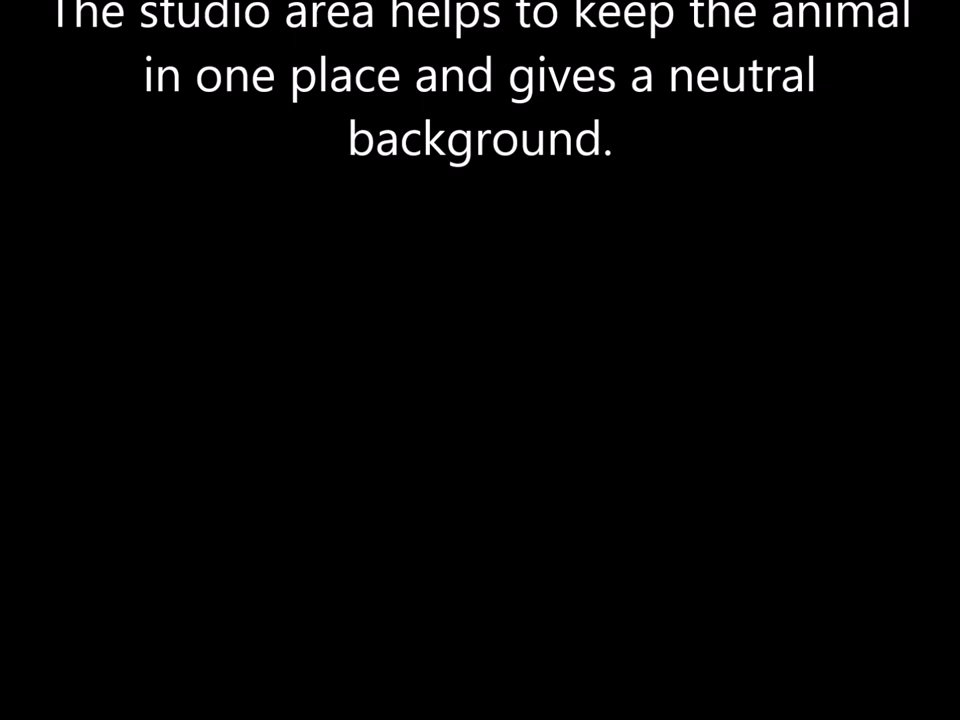 The studio area helps to keep the animal
in one place and gives a neutral
background.